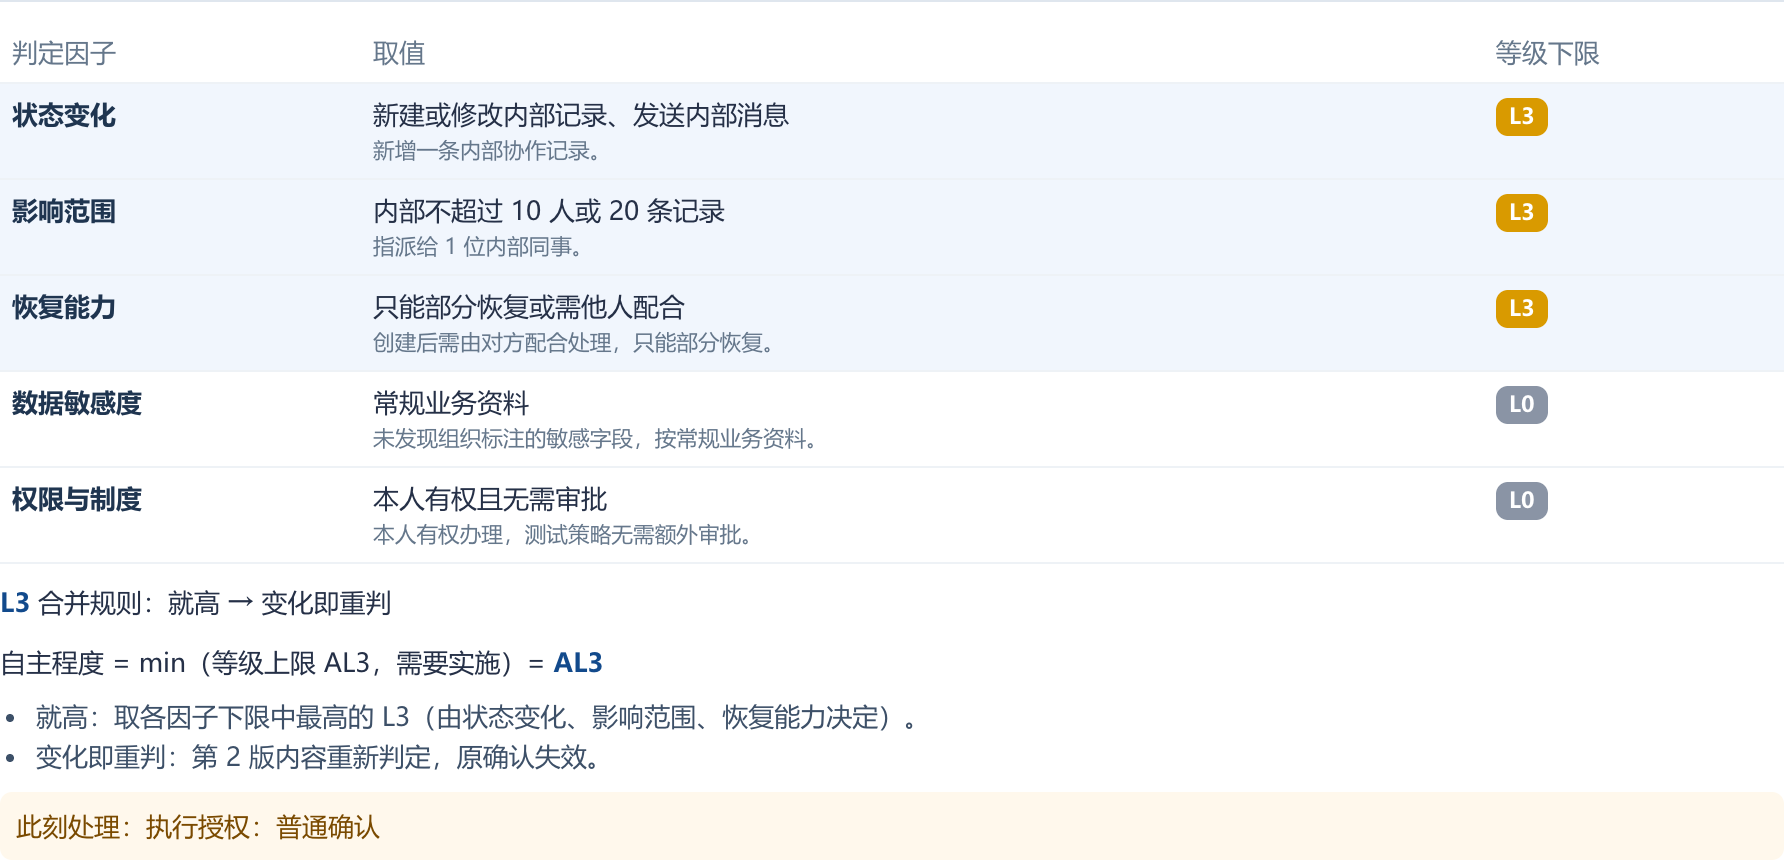 判定因子 取值 等级下限
状态变化 新建或修改内部记录、发送内部消息 L3
新增一条内部协作记录。
影响范围 内部不超过 10 人或 20 条记录 L3
指派给 1 位内部同事。
恢复能力 只能部分恢复或需他人配合 L3
创建后需由对方配合处理，只能部分恢复。
数据敏感度 常规业务资料 L0
未发现组织标注的敏感字段，按常规业务资料。
权限与制度 本人有权且无需审批 L0
本人有权办理，测试策略无需额外审批。
L3 合并规则：就高 → 变化即重判
自主程度 = min（等级上限 AL3，需要实施）= AL3
• 就高：取各因子下限中最高的 L3（由状态变化、影响范围、恢复能力决定）。
• 变化即重判：第 2 版内容重新判定，原确认失效。
此刻处理：执行授权：普通确认